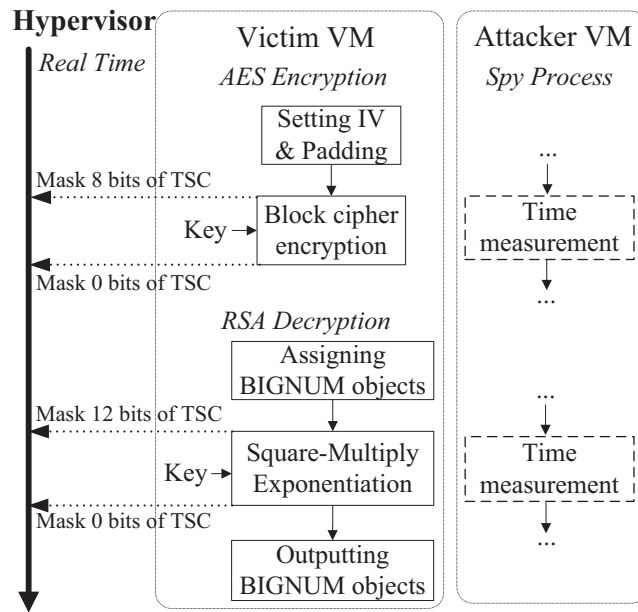 Hypervisor
Real Time
Victim VM
AES Encryption
Setting IV
& Padding
Mask 8 bits of TSC
Key
Block cipher
encryption
Mask 0 bits of TSC
RSA Decryption
Assigning
BIGNUM objects
Mask 12 bits of TSC
Key
Square-Multiply
Exponentiation
Mask 0 bits of TSC
Outputting
BIGNUM objects
Attacker VM
Spy Process
...
Time
measurement
...
...
Time
measurement
...